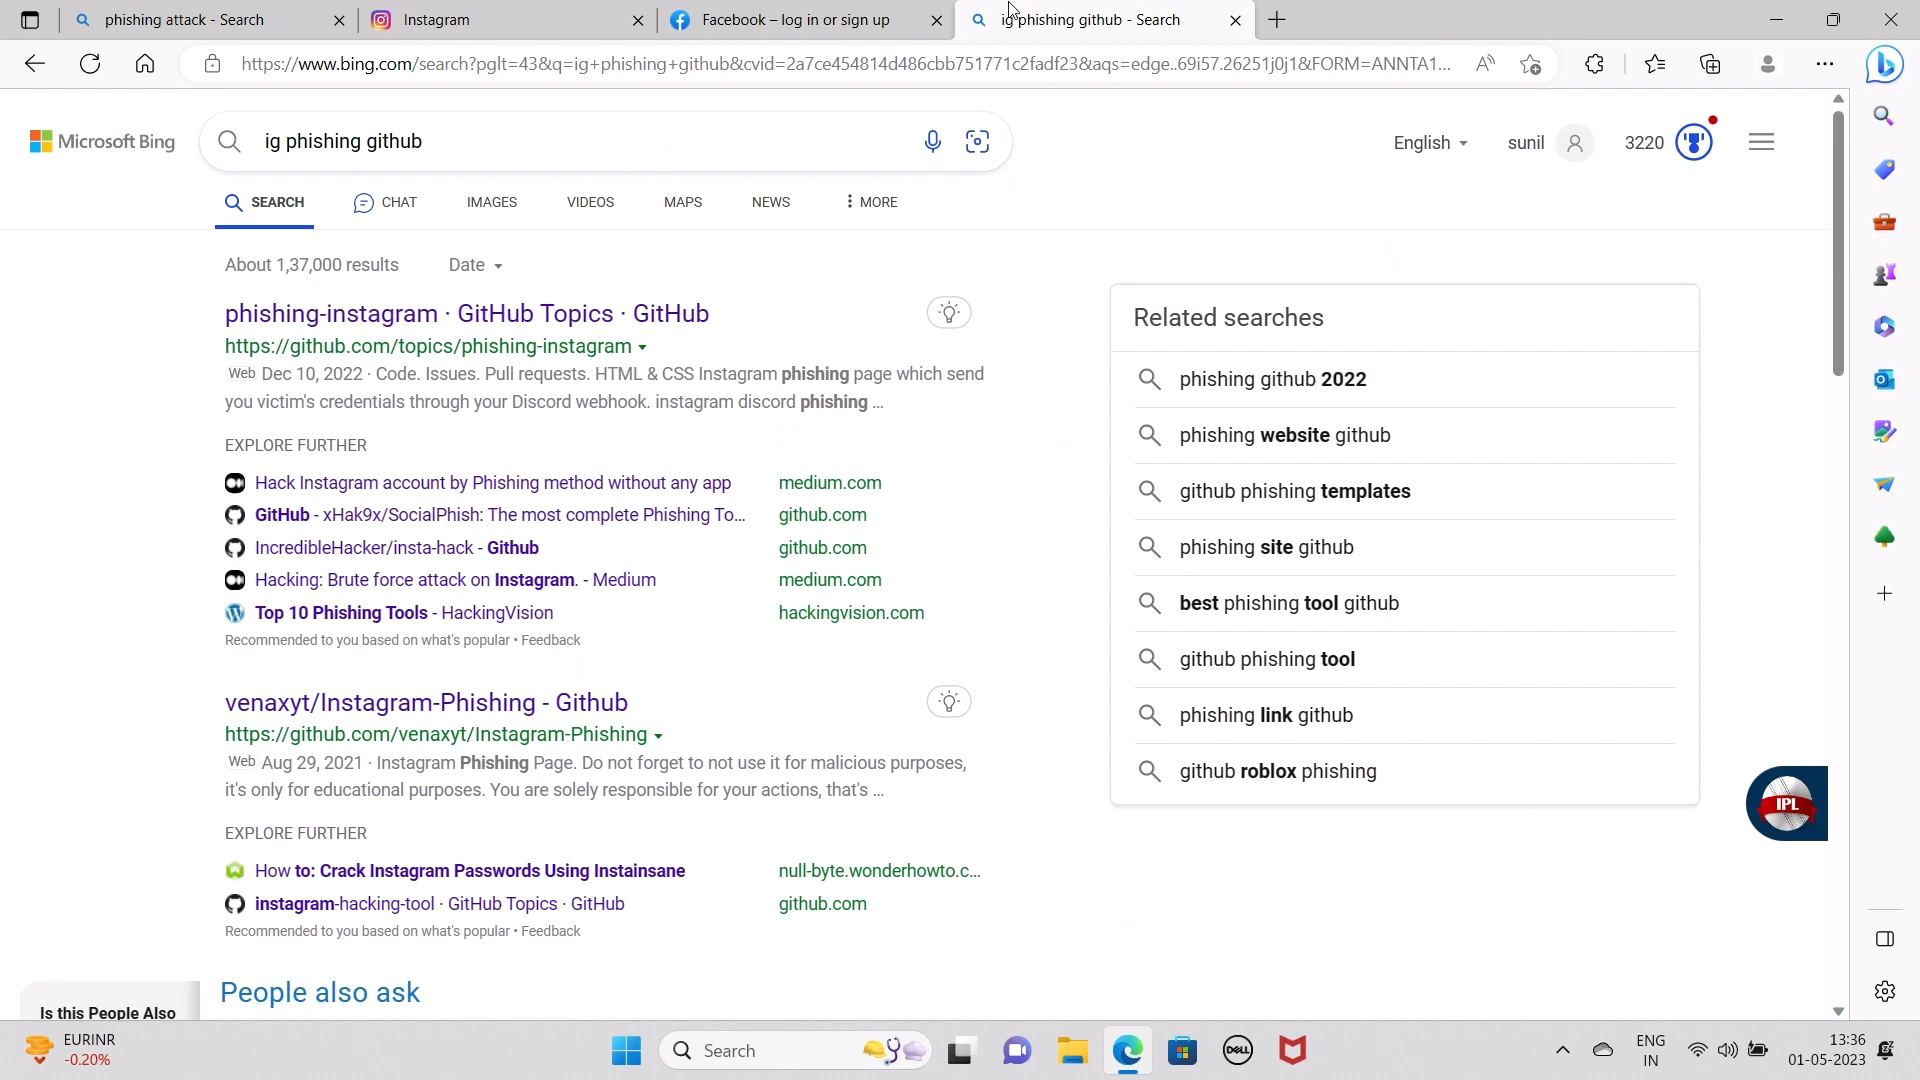 phishing attack - Search
Instagram
Facebook – log in or sign up
ig phishing github - Search
https://www.bing.com/search?pglt=43&q=ig+phishing+github&cvid=2a7ce454814d486cbb751771c2fadf23&aqs=edge..69i57.26251j0j1&FORM=ANNTA1...
Microsoft Bing
ig phishing github
English
sunil
3220
SEARCH
CHAT
IMAGES
VIDEOS
MAPS
NEWS
MORE
About 1,37,000 results
Date
phishing-instagram · GitHub Topics · GitHub
https://github.com/topics/phishing-instagram
Web Dec 10, 2022 · Code. Issues. Pull requests. HTML & CSS Instagram phishing page which send
you victim's credentials through your Discord webhook. instagram discord phishing ...
EXPLORE FURTHER
Hack Instagram account by Phishing method without any app medium.com
GitHub - xHak9x/SocialPhish: The most complete Phishing To... github.com
IncredibleHacker/insta-hack - Github github.com
Hacking: Brute force attack on Instagram. - Medium medium.com
Top 10 Phishing Tools - HackingVision hackingvision.com
Recommended to you based on what's popular • Feedback
venaxyt/Instagram-Phishing - Github
https://github.com/venaxyt/Instagram-Phishing
Web Aug 29, 2021 · Instagram Phishing Page. Do not forget to not use it for malicious purposes,
it's only for educational purposes. You are solely responsible for your actions, that's ...
EXPLORE FURTHER
How to: Crack Instagram Passwords Using Instainsane null-byte.wonderhowto.c...
instagram-hacking-tool · GitHub Topics · GitHub github.com
Recommended to you based on what's popular • Feedback
People also ask
Is this People Also
Related searches
phishing github 2022
phishing website github
github phishing templates
phishing site github
best phishing tool github
github phishing tool
phishing link github
github roblox phishing
IPL
EURINR
-0.20%
Search
DELL
ENG
IN
13:36
01-05-2023